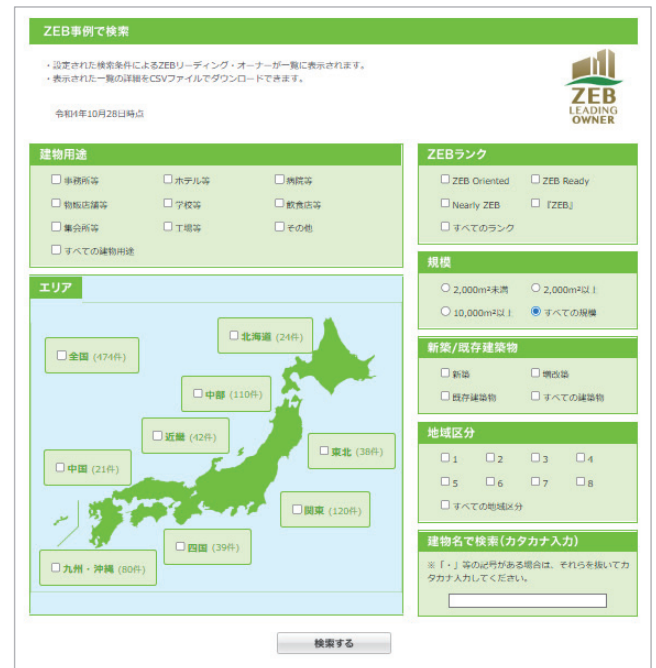 ZEB事例で検索
・設定された検索条件によるZEBリーディング・オーナーが一覧に表示されます。
・表示された一覧の詳細をCSVファイルでダウンロードできます。
令和4年10月28日時点
ZEB
LEADING
OWNER
建物用途
事務所等 ホテル等 病院等
物販店舗等 学校等 飲食店等
集会所等 工場等 その他
すべての建物用途
エリア
北海道 (24件)
全国 (474件)
中部 (110件)
近畿 (42件)
東北 (38件)
中国 (21件)
関東 (120件)
四国 (39件)
九州・沖縄 (80件)
ZEBランク
ZEB Oriented ZEB Ready
Nearly ZEB 『ZEB』
すべてのランク
規模
2,000m²未満 2,000m²以上
10,000m²以上 すべての規模
新築/既存建築物
新築 増改築
既存建築物 すべての建築物
地域区分
1 2 3 4
5 6 7 8
すべての地域区分
建物名で検索(カタカナ入力)
※「・」等の記号がある場合は、それらを抜いてカ
タカナ入力してください。
検索する